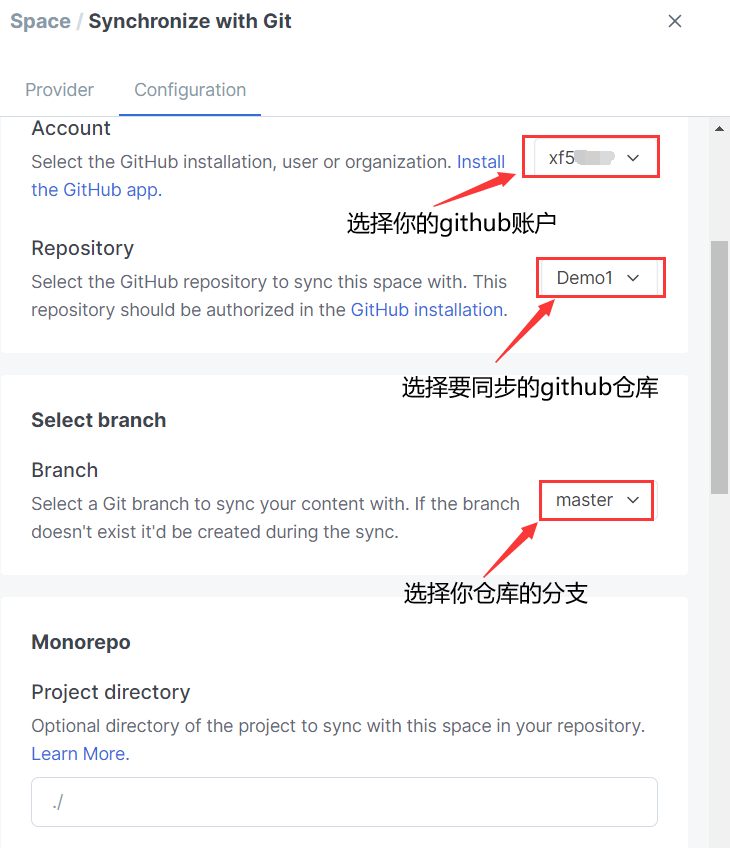 Space / Synchronize with Git
Provider
Configuration
Account
Select the GitHub installation, user or organization. Install
the GitHub app.
xf5
选择你的github账户
Repository
Select the GitHub repository to sync this space with. This
repository should be authorized in the GitHub installation.
Demo1
选择要同步的github仓库
Select branch
Branch
Select a Git branch to sync your content with. If the branch
doesn't exist it'd be created during the sync.
master
选择你仓库的分支
Monorepo
Project directory
Optional directory of the project to sync with this space in your repository.
Learn More.
./